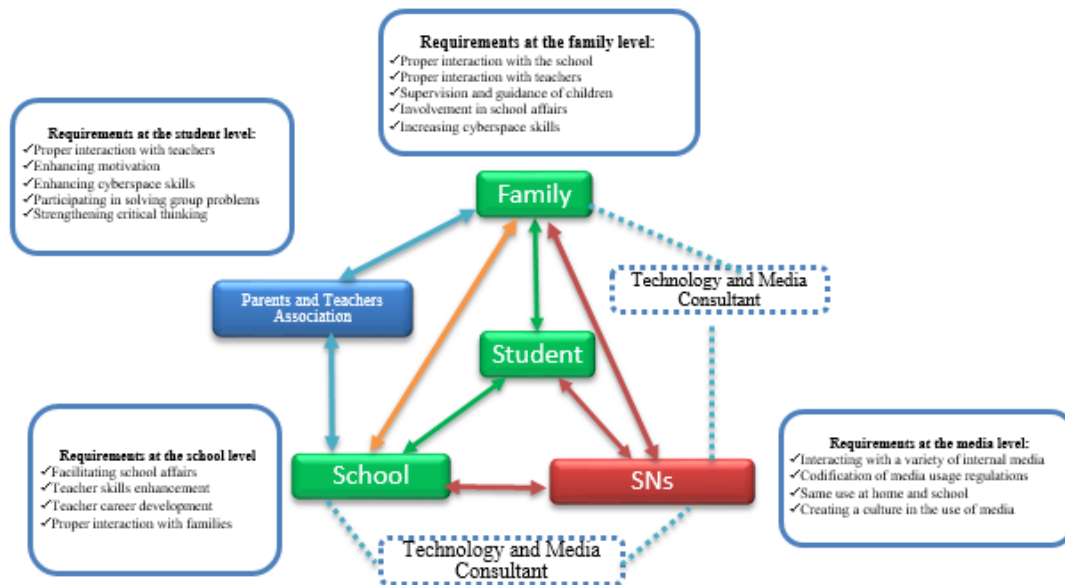 Requirements at the family level:
✓Proper interaction with the school
✓Proper interaction with teachers
✓Supervision and guidance of children
✓Involvement in school affairs
✓Increasing cyberspace skills
Requirements at the student level:
✓Proper interaction with teachers
✓Enhancing motivation
✓Enhancing cyberspace skills
✓Participating in solving group problems
✓Strengthening critical thinking
Family
Technology and Media
Consultant
Parents and Teachers
Association
Student
Requirements at the school level
✓Facilitating school affairs
✓Teacher skills enhancement
✓Teacher career development
✓Proper interaction with families
School
SNs
Requirements at the media level:
✓Interacting with a variety of internal media
✓Codification of media usage regulations
✓Same use at home and school
✓Creating a culture in the use of media
Technology and Media
Consultant